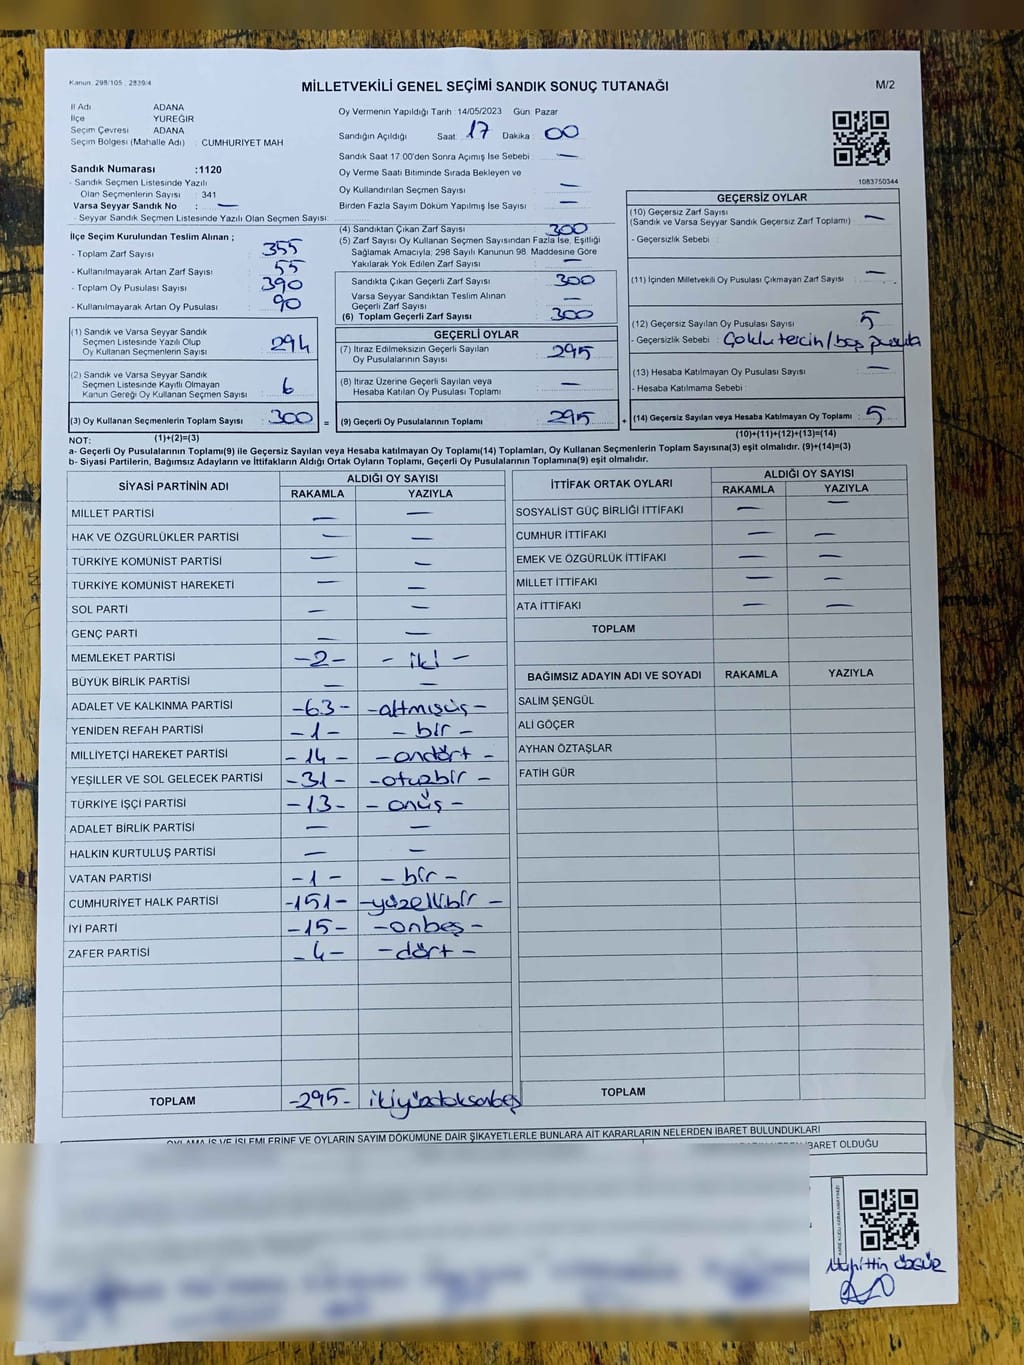 Kanun: 298/105 ; 2839/4
MİLLETVEKİLİ GENEL SEÇİMİ SANDIK SONUÇ TUTANAĞI
M/2
İl Adı ADANA
İlçe YÜREĞİR
Seçim Çevresi ADANA
Seçim Bölgesi (Mahalle Adı) : CUMHURİYET MAH
Sandık Numarası :1120
- Sandık Seçmen Listesinde Yazılı
Olan Seçmenlerin Sayısı : 341
Varsa Seyyar Sandık No : —
- Seyyar Sandık Seçmen Listesinde Yazılı Olan Seçmen Sayısı:
Oy Vermenin Yapıldığı Tarih :14/05/2023 Gün: Pazar
Sandığın Açıldığı Saat: 17 Dakika : 00
Sandık Saat 17:00'den Sonra Açımış İse Sebebi : —
Oy Verme Saati Bitiminde Sırada Bekleyen ve
Oy Kullandırılan Seçmen Sayısı : —
Birden Fazla Sayım Döküm Yapılmış İse Sayısı : —
1083750344
İlçe Seçim Kurulundan Teslim Alınan ;
- Toplam Zarf Sayısı : 355
- Kullanılmayarak Artan Zarf Sayısı : 55
- Toplam Oy Pusulası Sayısı : 390
- Kullanılmayarak Artan Oy Pusulası : 90
(4) Sandıktan Çıkan Zarf Sayısı : 300
(5) Zarf Sayısı Oy Kullanan Seçmen Sayısından Fazla İse, Eşitliği
Sağlamak Amacıyla; 298 Sayılı Kanunun 98. Maddesine Göre
Yakılarak Yok Edilen Zarf Sayısı : —
Sandıkta Çıkan Geçerli Zarf Sayısı : 300
Varsa Seyyar Sandıktan Teslim Alınan
Geçerli Zarf Sayısı : —
(6) Toplam Geçerli Zarf Sayısı : 300
GEÇERSİZ OYLAR
(10) Geçersiz Zarf Sayısı
(Sandık ve Varsa Seyyar Sandık Geçersiz Zarf Toplamı) : —
- Geçersizlik Sebebi :
(11) İçinden Milletvekili Oy Pusulası Çıkmayan Zarf Sayısı : —
(12) Geçersiz Sayılan Oy Pusulası Sayısı : 5
- Geçersizlik Sebebi : Çoklu tercih/boş pusula
(13) Hesaba Katılmayan Oy Pusulası Sayısı : —
- Hesaba Katılmama Sebebi :
(14) Geçersiz Sayılan veya Hesaba Katılmayan Oy Toplamı : 5
(10)+(11)+(12)+(13)=(14)
(1) Sandık ve Varsa Seyyar Sandık
Seçmen Listesinde Yazılı Olup
Oy Kullanan Seçmenlerin Sayısı : 294
(2) Sandık ve Varsa Seyyar Sandık
Seçmen Listesinde Kayıtlı Olmayan
Kanun Gereği Oy Kullanan Seçmen Sayısı : 6
(3) Oy Kullanan Seçmenlerin Toplam Sayısı : 300 =
(1)+(2)=(3)
GEÇERLİ OYLAR
(7) İtiraz Edilmeksizin Geçerli Sayılan
Oy Pusulalarının Sayısı : 295
(8) İtiraz Üzerine Geçerli Sayılan veya
Hesaba Katılan Oy Pusulası Toplamı : —
(9) Geçerli Oy Pusulalarının Toplamı : 295 +
NOT:
a- Geçerli Oy Pusulalarının Toplamı(9) ile Geçersiz Sayılan veya Hesaba katılmayan Oy Toplamı(14) Toplamları, Oy Kullanan Seçmenlerin Toplam Sayısına(3) eşit olmalıdır. (9)+(14)=(3)
b- Siyasi Partilerin, Bağımsız Adayların ve İttifakların Aldığı Ortak Oyların Toplamı, Geçerli Oy Pusulalarının Toplamına(9) eşit olmalıdır.
SİYASİ PARTİNİN ADI
ALDIĞI OY SAYISI
RAKAMLA YAZIYLA
MİLLET PARTİSİ — —
HAK VE ÖZGÜRLÜKLER PARTİSİ — —
TÜRKİYE KOMÜNİST PARTİSİ — —
TÜRKİYE KOMÜNİST HAREKETİ — —
SOL PARTİ — —
GENÇ PARTİ — —
MEMLEKET PARTİSİ -2- - iki -
BÜYÜK BİRLİK PARTİSİ — —
ADALET VE KALKINMA PARTİSİ -63- -altmışüç-
YENİDEN REFAH PARTİSİ -1- - bir -
MİLLİYETÇİ HAREKET PARTİSİ -14- -ondört -
YEŞİLLER VE SOL GELECEK PARTİSİ -31- -otuzbir -
TÜRKİYE İŞÇİ PARTİSİ -13- - onüş -
ADALET BİRLİK PARTİSİ — —
HALKIN KURTULUŞ PARTİSİ — —
VATAN PARTİSİ -1- - bir -
CUMHURİYET HALK PARTİSİ -151- -yüzellibir -
İYİ PARTİ -15- -onbeş-
ZAFER PARTİSİ -4- -dört-
TOPLAM -295- ikiyüzdoksanbeş
İTTİFAK ORTAK OYLARI
ALDIĞI OY SAYISI
RAKAMLA YAZIYLA
SOSYALİST GÜÇ BİRLİĞİ İTTİFAKI — —
CUMHUR İTTİFAKI — —
EMEK VE ÖZGÜRLÜK İTTİFAKI — —
MİLLET İTTİFAKI — —
ATA İTTİFAKI — —
TOPLAM
BAĞIMSIZ ADAYIN ADI VE SOYADI RAKAMLA YAZIYLA
SALİM ŞENGÜL
ALİ GÖÇER
AYHAN ÖZTAŞLAR
FATİH GÜR
TOPLAM
OYLAMA İŞ VE İŞLEMLERİNE VE OYLARIN SAYIM DÖKÜMÜNE DAİR ŞİKAYETLERLE BUNLARA AİT KARARLARIN NELERDEN İBARET BULUNDUKLARI
İBARET OLDUĞU
Muhittin ÖZGÜR